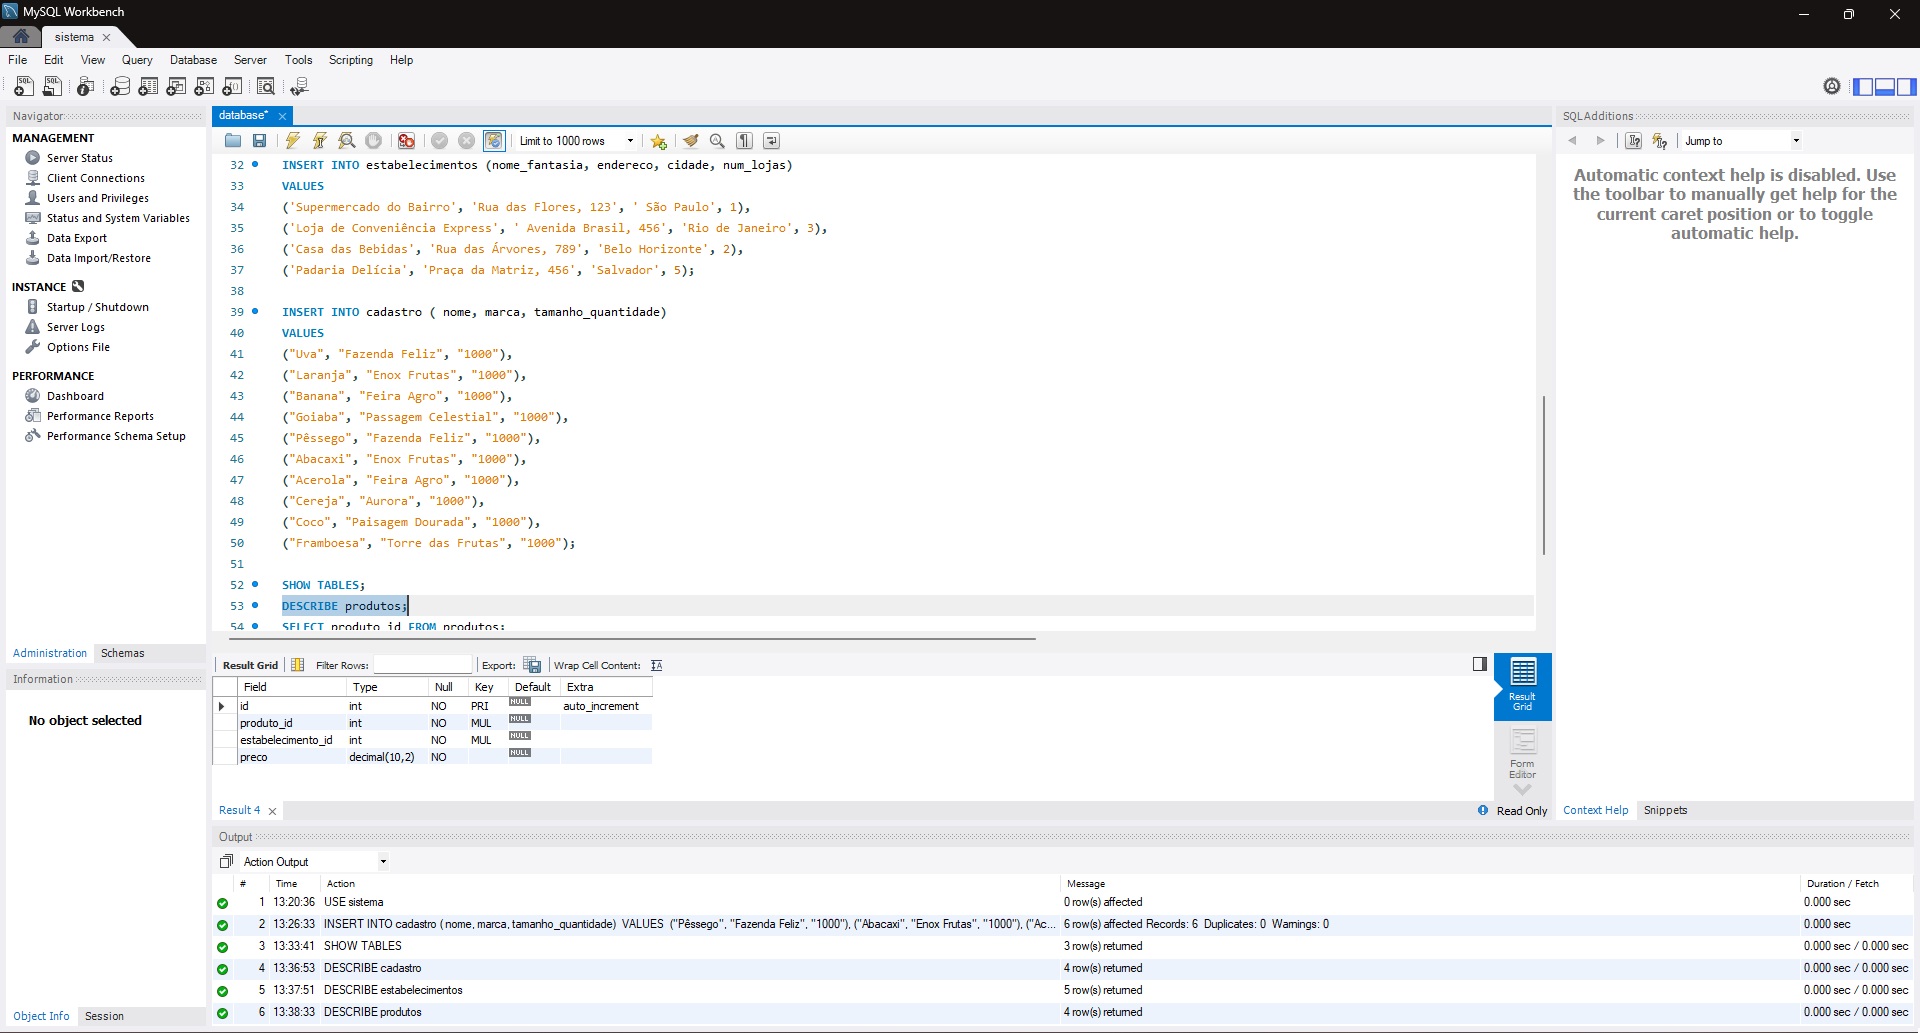 MySQL Workbench
sistema
File Edit View Query Database Server Tools Scripting Help
Navigator
MANAGEMENT
Server Status
Client Connections
Users and Privileges
Status and System Variables
Data Export
Data Import/Restore
INSTANCE
Startup / Shutdown
Server Logs
Options File
PERFORMANCE
Dashboard
Performance Reports
Performance Schema Setup
Administration Schemas
Information
No object selected
Object Info Session
database*
Limit to 1000 rows
32 INSERT INTO estabelecimentos (nome_fantasia, endereco, cidade, num_lojas)
33 VALUES
34 ('Supermercado do Bairro', 'Rua das Flores, 123', ' São Paulo', 1),
35 ('Loja de Conveniência Express', ' Avenida Brasil, 456', 'Rio de Janeiro', 3),
36 ('Casa das Bebidas', 'Rua das Árvores, 789', 'Belo Horizonte', 2),
37 ('Padaria Delícia', 'Praça da Matriz, 456', 'Salvador', 5);
38
39 INSERT INTO cadastro ( nome, marca, tamanho_quantidade)
40 VALUES
41 ("Uva", "Fazenda Feliz", "1000"),
42 ("Laranja", "Enox Frutas", "1000"),
43 ("Banana", "Feira Agro", "1000"),
44 ("Goiaba", "Passagem Celestial", "1000"),
45 ("Pêssego", "Fazenda Feliz", "1000"),
46 ("Abacaxi", "Enox Frutas", "1000"),
47 ("Acerola", "Feira Agro", "1000"),
48 ("Cereja", "Aurora", "1000"),
49 ("Coco", "Paisagem Dourada", "1000"),
50 ("Framboesa", "Torre das Frutas", "1000");
51
52 SHOW TABLES;
53 DESCRIBE produtos;
54 SELECT produto_id FROM produtos;
Result Grid Filter Rows: Export: Wrap Cell Content:
Field Type Null Key Default Extra
id int NO PRI NULL auto_increment
produto_id int NO MUL NULL
estabelecimento_id int NO MUL NULL
preco decimal(10,2) NO NULL
Result Grid
Form Editor
Result 4
Read Only
SQLAdditions
Jump to
Automatic context help is disabled. Use
the toolbar to manually get help for the
current caret position or to toggle
automatic help.
Context Help Snippets
Output
Action Output
# Time Action Message Duration / Fetch
1 13:20:36 USE sistema 0 row(s) affected 0.000 sec
2 13:26:33 INSERT INTO cadastro ( nome, marca, tamanho_quantidade) VALUES ("Pêssego", "Fazenda Feliz", "1000"), ("Abacaxi", "Enox Frutas", "1000"), ("Ac... 6 row(s) affected Records: 6 Duplicates: 0 Warnings: 0 0.000 sec
3 13:33:41 SHOW TABLES 3 row(s) returned 0.000 sec / 0.000 sec
4 13:36:53 DESCRIBE cadastro 4 row(s) returned 0.000 sec / 0.000 sec
5 13:37:51 DESCRIBE estabelecimentos 5 row(s) returned 0.000 sec / 0.000 sec
6 13:38:33 DESCRIBE produtos 4 row(s) returned 0.000 sec / 0.000 sec